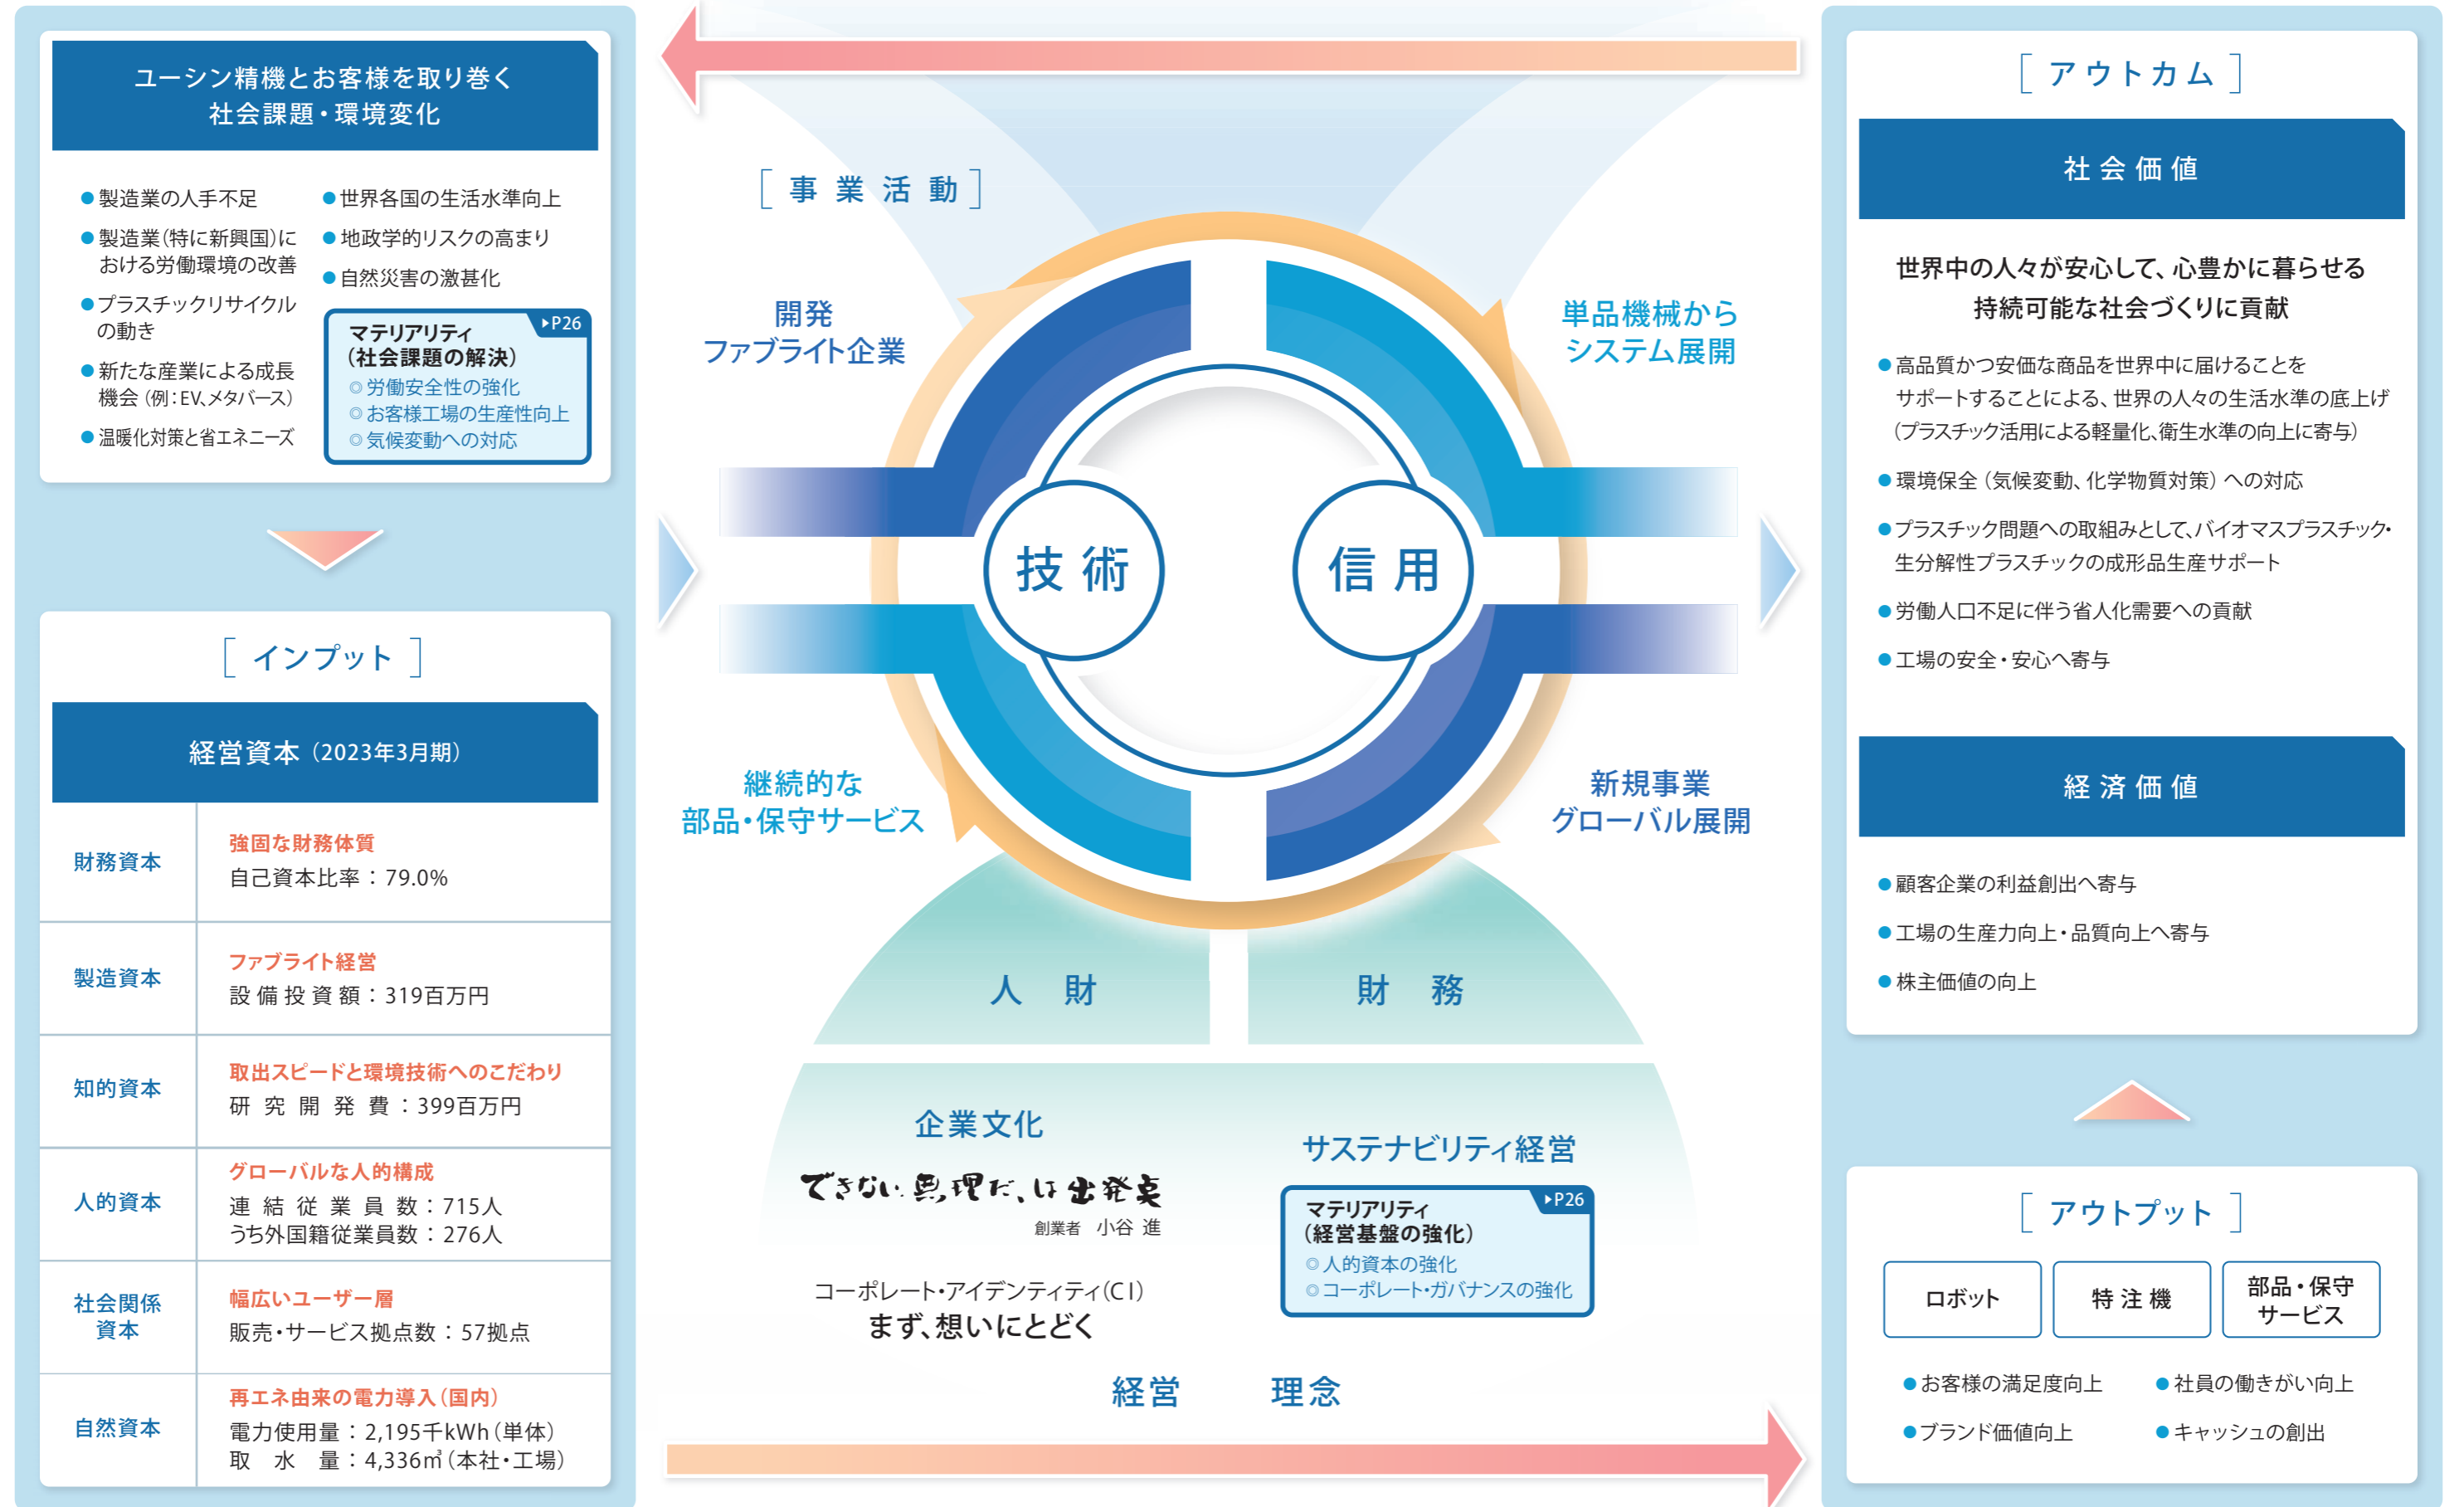 ユーシン精機とお客様を取り巻く
社会課題・環境変化
●製造業の人手不足
●製造業(特に新興国)に
おける労働環境の改善
●プラスチックリサイクル
の動き
●新たな産業による成長
機会(例:EV、メタバース)
●温暖化対策と省エネニーズ
●世界各国の生活水準向上
●地政学的リスクの高まり
●自然災害の激甚化
▶P26
マテリアリティ
(社会課題の解決)
◎労働安全性の強化
◎お客様工場の生産性向上
◎気候変動への対応
[インプット]
経営資本(2023年3月期)
財務資本
強固な財務体質
自己資本比率:79.0%
製造資本
ファブライト経営
設備投資額:319百万円
知的資本
取出スピードと環境技術へのこだわり
研究開発費:399百万円
人的資本
グローバルな人的構成
連結従業員数:715人
うち外国籍従業員数:276人
社会関係
資本
幅広いユーザー層
販売・サービス拠点数:57拠点
自然資本
再エネ由来の電力導入(国内)
電力使用量:2,195千kWh(単体)
取水量:4,336㎥(本社・工場)
[事業活動]
開発
ファブライト企業
単品機械から
システム展開
技術
信用
継続的な
部品・保守サービス
新規事業
グローバル展開
人財
財務
企業文化
できない無理だ、は出発点
創業者 小谷 進
コーポレート・アイデンティティ(CI)
まず、想いにとどく
サステナビリティ経営
▶P26
マテリアリティ
(経営基盤の強化)
◎人的資本の強化
◎コーポレート・ガバナンスの強化
経営 理念
[アウトカム]
社会価値
世界中の人々が安心して、心豊かに暮らせる
持続可能な社会づくりに貢献
●高品質かつ安価な商品を世界中に届けることを
サポートすることによる、世界の人々の生活水準の底上げ
(プラスチック活用による軽量化、衛生水準の向上に寄与)
●環境保全(気候変動、化学物質対策)への対応
●プラスチック問題への取組みとして、バイオマスプラスチック・
生分解性プラスチックの成形品生産サポート
●労働人口不足に伴う省人化需要への貢献
●工場の安全・安心へ寄与
経済価値
●顧客企業の利益創出へ寄与
●工場の生産力向上・品質向上へ寄与
●株主価値の向上
[アウトプット]
ロボット
特注機
部品・保守
サービス
●お客様の満足度向上
●社員の働きがい向上
●ブランド価値向上
●キャッシュの創出